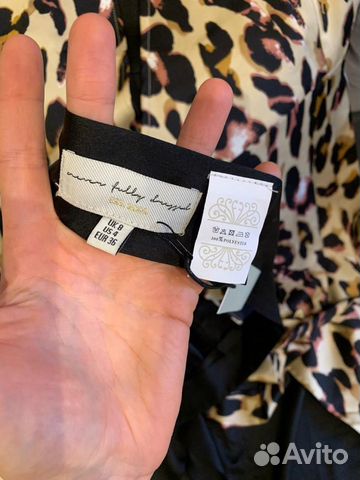 never fully dressed
UK 8
US 4
EUR 36
100% POLYESTER
Avito